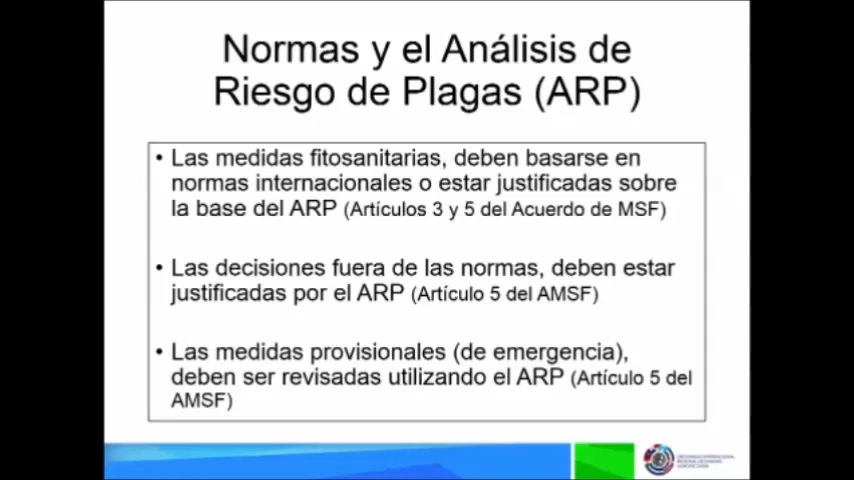 Normas y el Análisis de
Riesgo de Plagas (ARP)
• Las medidas fitosanitarias, deben basarse en
normas internacionales o estar justificadas sobre
la base del ARP (Artículos 3 y 5 del Acuerdo de MSF)
• Las decisiones fuera de las normas, deben estar
justificadas por el ARP (Artículo 5 del AMSF)
• Las medidas provisionales (de emergencia),
deben ser revisadas utilizando el ARP (Artículo 5 del
AMSF)